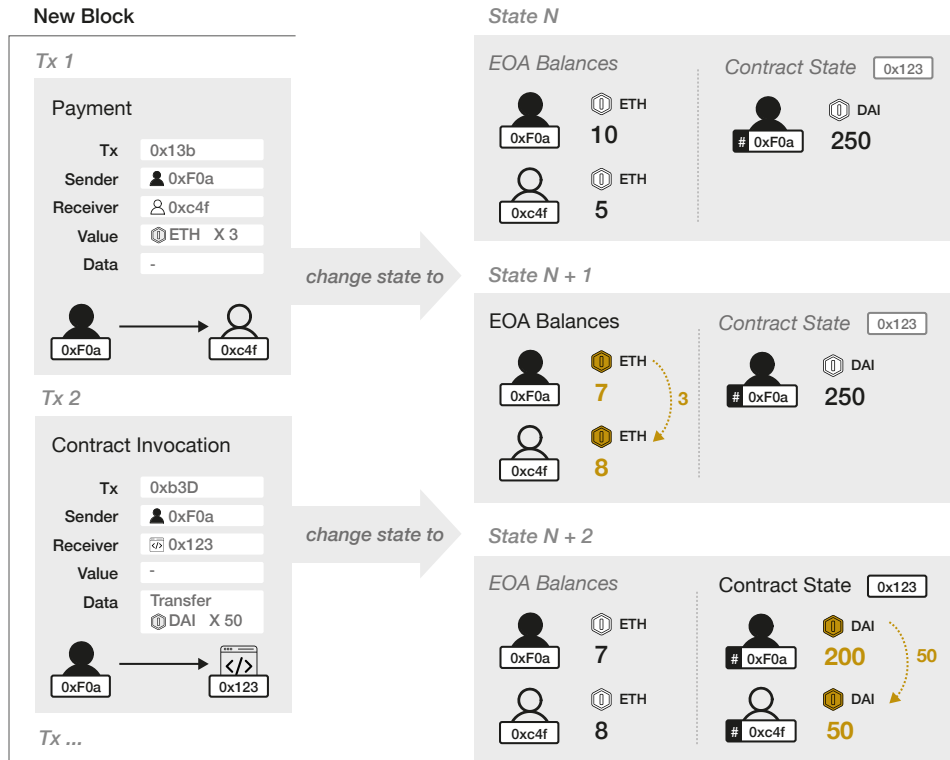 New Block
Tx 1
Payment
Tx 0x13b
Sender 0xF0a
Receiver 0xc4f
Value ETH X 3
Data -
0xF0a 0xc4f
change state to
Tx 2
Contract Invocation
Tx 0xb3D
Sender 0xF0a
Receiver 0x123
Value -
Data Transfer
DAI X 50
0xF0a 0x123
change state to
Tx ...
State N
EOA Balances
ETH
0xF0a 10
ETH
0xc4f 5
Contract State 0x123
DAI
# 0xF0a 250
State N + 1
EOA Balances
ETH
0xF0a 7
3
ETH
0xc4f 8
Contract State 0x123
DAI
# 0xF0a 250
State N + 2
EOA Balances
ETH
0xF0a 7
ETH
0xc4f 8
Contract State 0x123
DAI
# 0xF0a 200 50
DAI
# 0xc4f 50